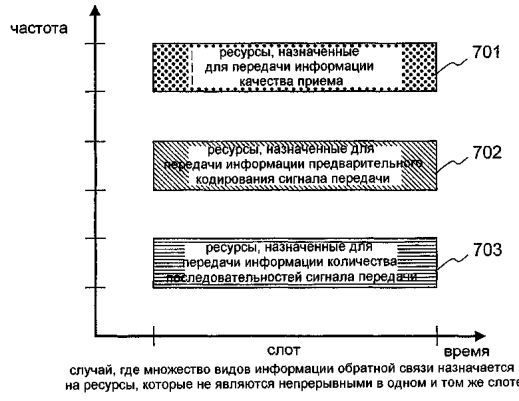 частота
ресурсы, назначенные
для передачи информации
качества приема
701
ресурсы, назначенные для
передачи информации предварительного
кодирования сигнала передачи
702
ресурсы, назначенные для
передачи информации количества
последовательностей сигнала передачи
703
слот
время
случай, где множество видов информации обратной связи назначается
на ресурсы, которые не являются непрерывными в одном и том же слоте